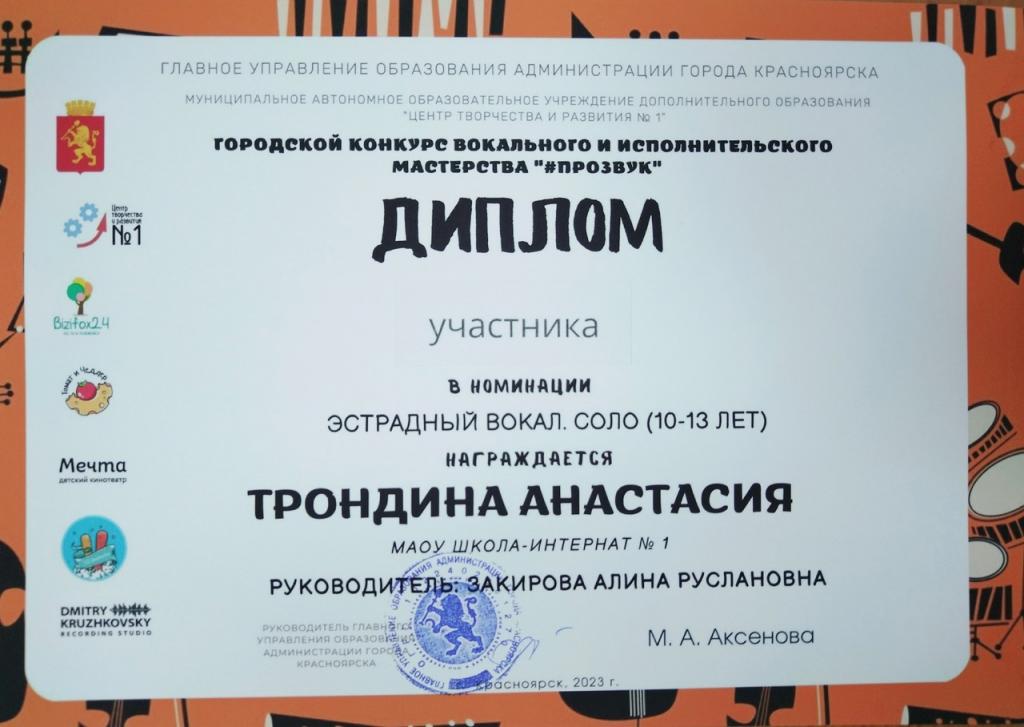 ГЛАВНОЕ УПРАВЛЕНИЕ ОБРАЗОВАНИЯ АДМИНИСТРАЦИИ ГОРОДА КРАСНОЯРСКА
МУНИЦИПАЛЬНОЕ АВТОНОМНОЕ ОБРАЗОВАТЕЛЬНОЕ УЧРЕЖДЕНИЕ ДОПОЛНИТЕЛЬНОГО ОБРАЗОВАНИЯ
"ЦЕНТР ТВОРЧЕСТВА И РАЗВИТИЯ № 1"
ГОРОДСКОЙ КОНКУРС ВОКАЛЬНОГО И ИСПОЛНИТЕЛЬСКОГО
МАСТЕРСТВА "#ПРОЗВУК"
ДИПЛОМ
участника
В НОМИНАЦИИ
ЭСТРАДНЫЙ ВОКАЛ. СОЛО (10-13 ЛЕТ)
НАГРАЖДАЕТСЯ
ТРОНДИНА АНАСТАСИЯ
МАОУ ШКОЛА-ИНТЕРНАТ № 1
РУКОВОДИТЕЛЬ: ЗАКИРОВА АЛИНА РУСЛАНОВНА
РУКОВОДИТЕЛЬ ГЛАВНОГО
УПРАВЛЕНИЯ ОБРАЗОВАНИЯ
АДМИНИСТРАЦИИ ГОРОДА
КРАСНОЯРСКА
М. А. Аксенова
Красноярск, 2023 г.
Центр
творчества
и развития
№1
Bizifox24
Томат и Чеддер
Мечта
детский кинотеатр
DMITRY
KRUZHKOVSKY
RECORDING STUDIO